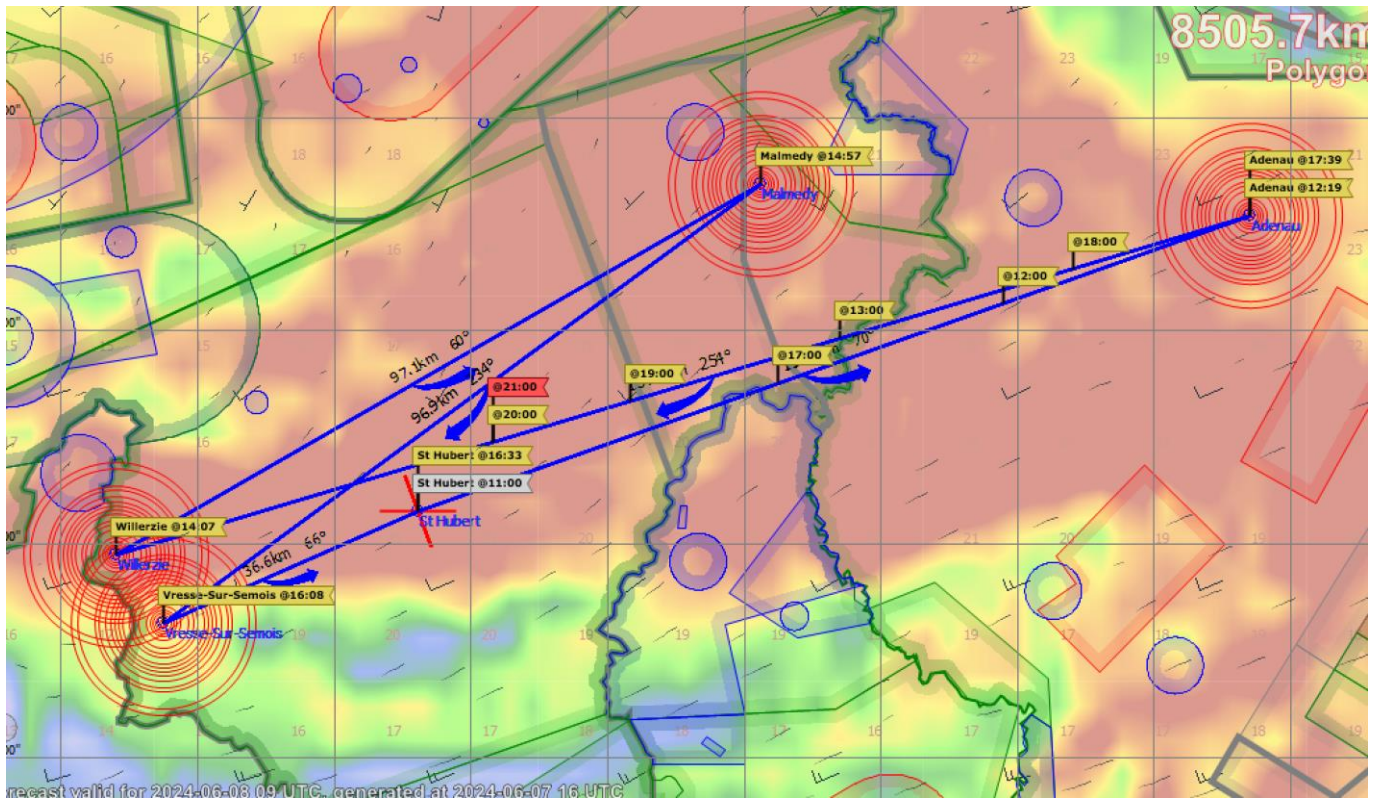 8505.7km
Malmedy @14:57
Malmedy
Adenau @17:39
Adenau @12:19
Adenau
@18:00
@12:00
@13:00
97.1km 60°
96.9km 234°
254°
@17:00
@19:00
@21:00
@20:00
St Hubert @16:33
St Hubert @11:00
St Hubert
Willerzie @14:07
Willerzie
36.6km 66°
Vresse-Sur-Semois @16:08
Vresse-Sur-Semois
valid for 2024-06-08 09 UTC, generated at 2024-06-07 16 UTC